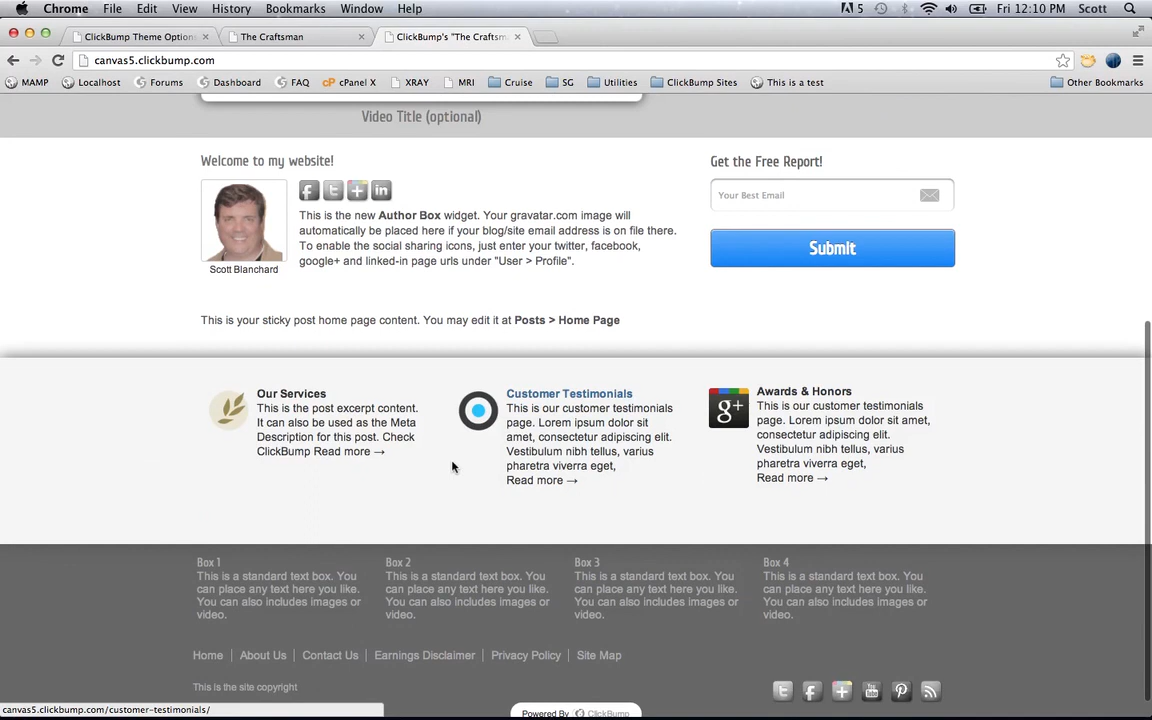 Chrome File Edit View History Bookmarks Window Help 5 Fri 12:10 PM Scott
ClickBump Theme Option × The Craftsman × ClickBump's "The Craftsm ×
canvas5.clickbump.com
MAMP Localhost Forums Dashboard FAQ cP cPanel X XRAY MRI Cruise SG Utilities ClickBump Sites This is a test Other Bookmarks
Video Title (optional)
Welcome to my website!
f t + in
This is the new Author Box widget. Your gravatar.com image will
automatically be placed here if your blog/site email address is on file there.
To enable the social sharing icons, just enter your twitter, facebook,
google+ and linked-in page urls under "User > Profile".
Scott Blanchard
Get the Free Report!
Your Best Email
Submit
This is your sticky post home page content. You may edit it at Posts > Home Page
Our Services
This is the post excerpt content.
It can also be used as the Meta
Description for this post. Check
ClickBump Read more →
Customer Testimonials
This is our customer testimonials
page. Lorem ipsum dolor sit
amet, consectetur adipiscing elit.
Vestibulum nibh tellus, varius
pharetra viverra eget,
Read more →
g+
Awards & Honors
This is our customer testimonials
page. Lorem ipsum dolor sit amet,
consectetur adipiscing elit.
Vestibulum nibh tellus, varius
pharetra viverra eget,
Read more →
Box 1
This is a standard text box. You
can place any text here you like.
You can also includes images or
video.
Box 2
This is a standard text box. You
can place any text here you like.
You can also includes images or
video.
Box 3
This is a standard text box. You
can place any text here you like.
You can also includes images or
video.
Box 4
This is a standard text box. You
can place any text here you like.
You can also includes images or
video.
Home | About Us | Contact Us | Earnings Disclaimer | Privacy Policy | Site Map
This is the site copyright
t f + You Tube
canvas5.clickbump.com/customer-testimonials/
Powered By ClickBump